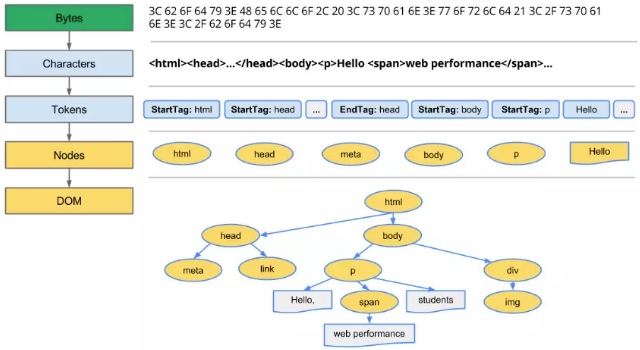 Bytes
3C 62 6F 64 79 3E 48 65 6C 6C 6F 2C 20 3C 73 70 61 6E 3E 77 6F 72 6C 64 21 3C 2F 73 70 61
6E 3E 3C 2F 62 6F 64 79 3E
Characters
<html><head>...</head><body><p>Hello <span>web performance</span>...
Tokens
StartTag: html
StartTag: head
...
EndTag: head
StartTag: body
StartTag: p
Hello
...
Nodes
html
head
meta
body
p
Hello
DOM
html
head
body
meta
link
p
div
Hello,
span
students
img
web performance